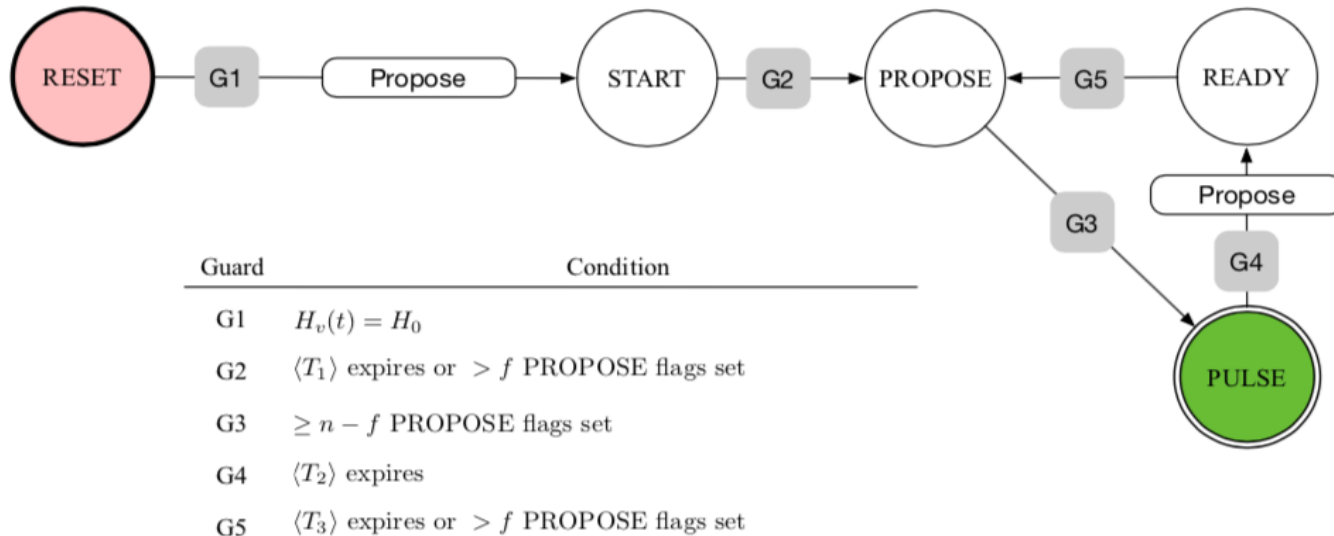 RESET G1 Propose START G2 PROPOSE G5 READY
Propose
G3
G4
PULSE
Guard Condition
G1 $H_v(t) = H_0$
G2 $\langle T_1 \rangle$ expires or $> f$ PROPOSE flags set
G3 $\geq n - f$ PROPOSE flags set
G4 $\langle T_2 \rangle$ expires
G5 $\langle T_3 \rangle$ expires or $> f$ PROPOSE flags set